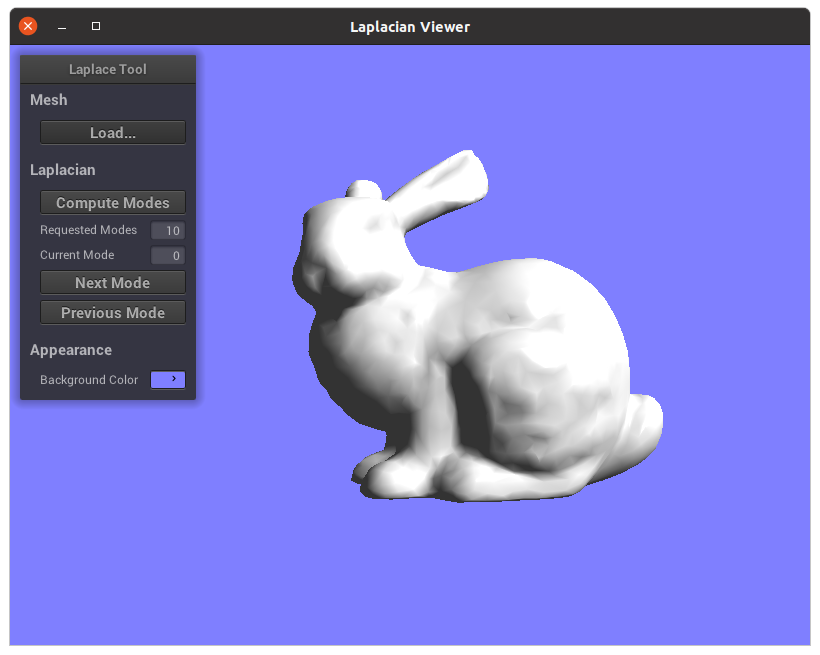 Laplacian Viewer
Laplace Tool
Mesh
Load...
Laplacian
Compute Modes
Requested Modes 10
Current Mode 0
Next Mode
Previous Mode
Appearance
Background Color ›